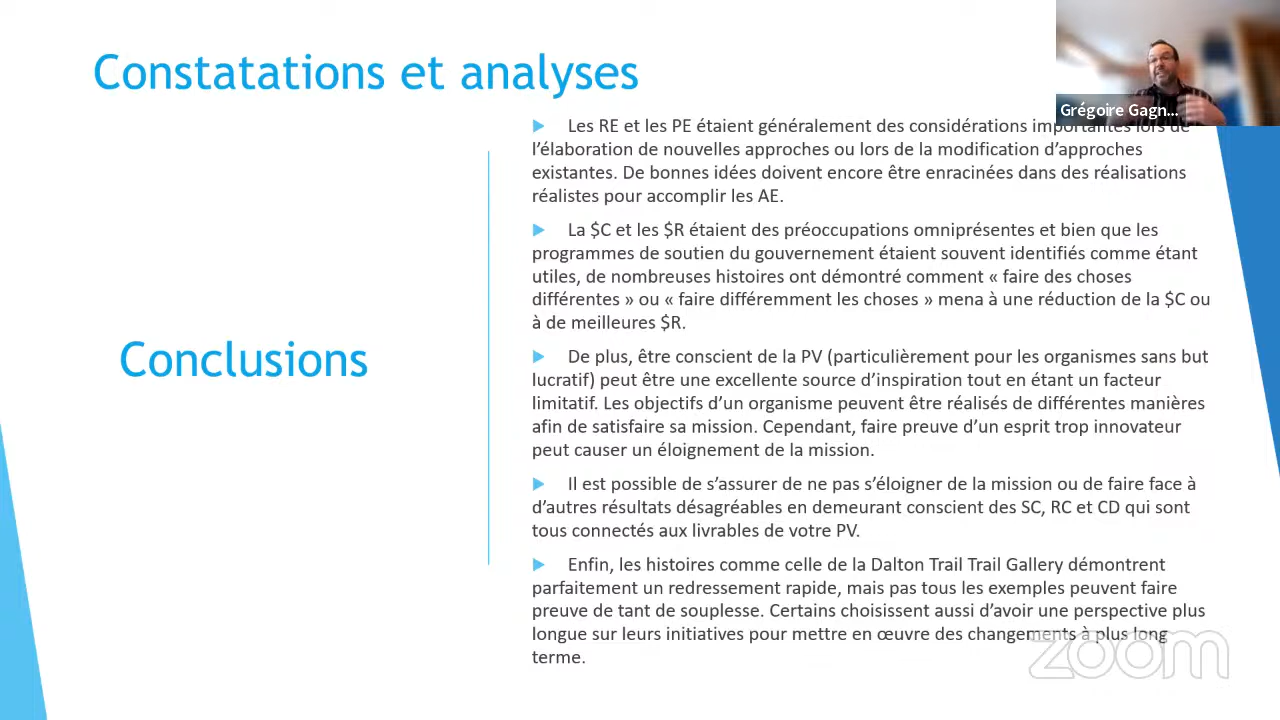 Constatations et analyses
Grégoire Gagn...
Les RE et les PE étaient généralement des considérations importantes lors de
l’élaboration de nouvelles approches ou lors de la modification d’approches
existantes. De bonnes idées doivent encore être enracinées dans des réalisations
réalistes pour accomplir les AE.
La $C et les $R étaient des préoccupations omniprésentes et bien que les
programmes de soutien du gouvernement étaient souvent identifiés comme étant
utiles, de nombreuses histoires ont démontré comment « faire des choses
différentes » ou « faire différemment les choses » mena à une réduction de la $C ou
à de meilleures $R.
Conclusions
De plus, être conscient de la PV (particulièrement pour les organismes sans but
lucratif) peut être une excellente source d’inspiration tout en étant un facteur
limitatif. Les objectifs d’un organisme peuvent être réalisés de différentes manières
afin de satisfaire sa mission. Cependant, faire preuve d’un esprit trop innovateur
peut causer un éloignement de la mission.
Il est possible de s’assurer de ne pas s’éloigner de la mission ou de faire face à
d’autres résultats désagréables en demeurant conscient des SC, RC et CD qui sont
tous connectés aux livrables de votre PV.
Enfin, les histoires comme celle de la Dalton Trail Trail Gallery démontrent
parfaitement un redressement rapide, mais pas tous les exemples peuvent faire
preuve de tant de souplesse. Certains choisissent aussi d’avoir une perspective plus
longue sur leurs initiatives pour mettre en œuvre des changements à plus long
terme.
zoom